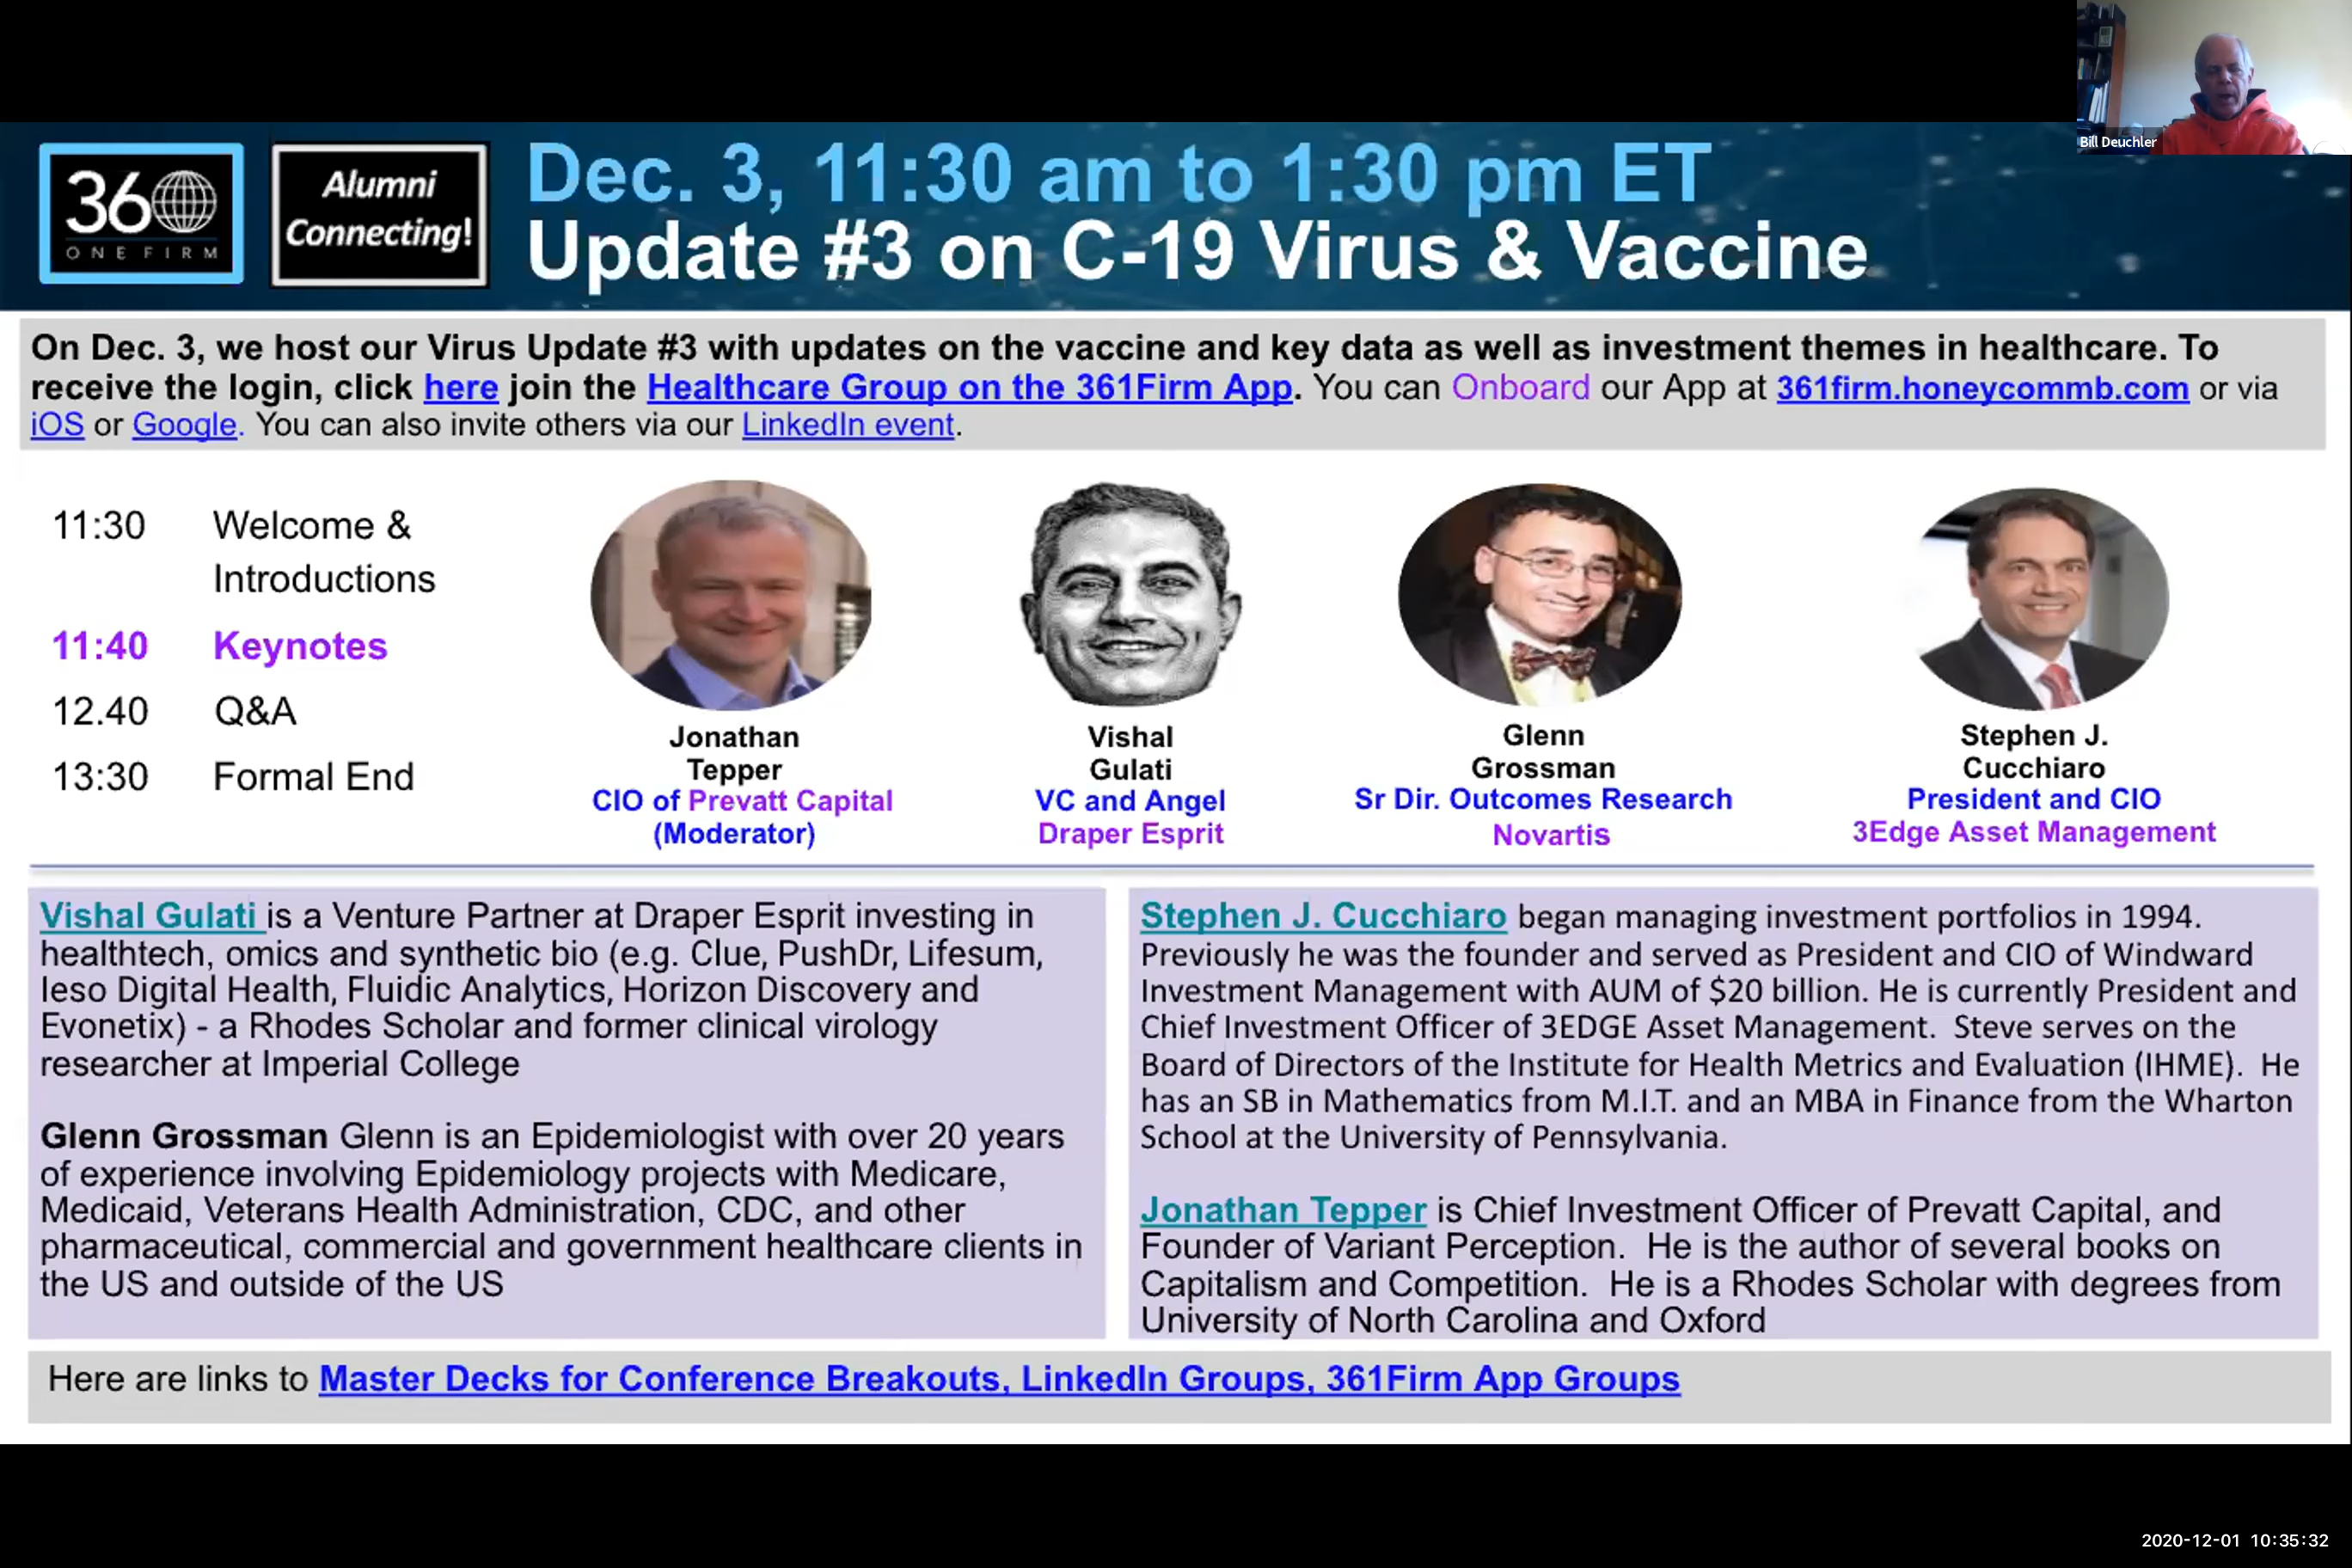 Bill Deuchler
360
ONE FIRM
Alumni
Connecting!
Dec. 3, 11:30 am to 1:30 pm ET
Update #3 on C-19 Virus & Vaccine
On Dec. 3, we host our Virus Update #3 with updates on the vaccine and key data as well as investment themes in healthcare. To
receive the login, click here join the Healthcare Group on the 361Firm App. You can Onboard our App at 361firm.honeycommb.com or via
iOS or Google. You can also invite others via our LinkedIn event.
11:30 Welcome &
Introductions
11:40 Keynotes
12.40 Q&A
13:30 Formal End
Jonathan
Tepper
CIO of Prevatt Capital
(Moderator)
Vishal
Gulati
VC and Angel
Draper Esprit
Glenn
Grossman
Sr Dir. Outcomes Research
Novartis
Stephen J.
Cucchiaro
President and CIO
3Edge Asset Management
Vishal Gulati is a Venture Partner at Draper Esprit investing in
healthtech, omics and synthetic bio (e.g. Clue, PushDr, Lifesum,
Ieso Digital Health, Fluidic Analytics, Horizon Discovery and
Evonetix) - a Rhodes Scholar and former clinical virology
researcher at Imperial College
Glenn Grossman Glenn is an Epidemiologist with over 20 years
of experience involving Epidemiology projects with Medicare,
Medicaid, Veterans Health Administration, CDC, and other
pharmaceutical, commercial and government healthcare clients in
the US and outside of the US
Stephen J. Cucchiaro began managing investment portfolios in 1994.
Previously he was the founder and served as President and CIO of Windward
Investment Management with AUM of $20 billion. He is currently President and
Chief Investment Officer of 3EDGE Asset Management. Steve serves on the
Board of Directors of the Institute for Health Metrics and Evaluation (IHME). He
has an SB in Mathematics from M.I.T. and an MBA in Finance from the Wharton
School at the University of Pennsylvania.
Jonathan Tepper is Chief Investment Officer of Prevatt Capital, and
Founder of Variant Perception. He is the author of several books on
Capitalism and Competition. He is a Rhodes Scholar with degrees from
University of North Carolina and Oxford
Here are links to Master Decks for Conference Breakouts, LinkedIn Groups, 361Firm App Groups
2020-12-01 10:35:32